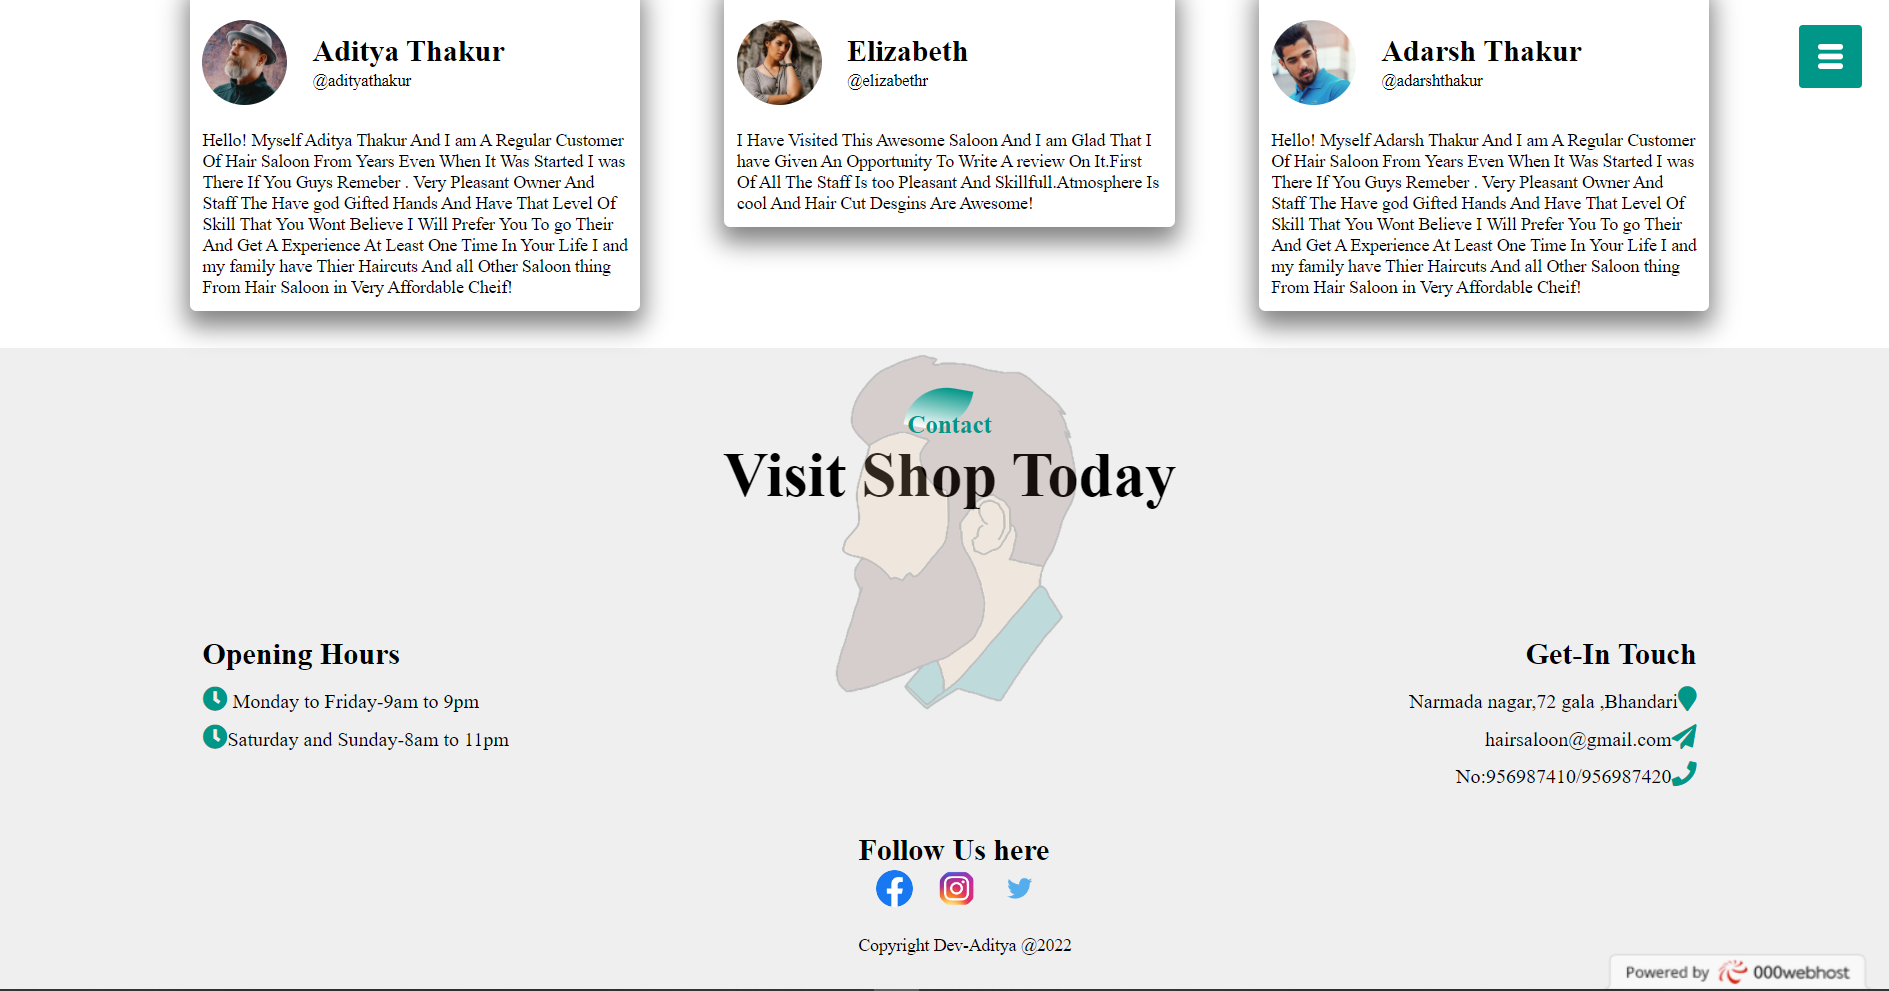 Aditya Thakur
@adityathakur
Hello! Myself Aditya Thakur And I am A Regular Customer
Of Hair Saloon From Years Even When It Was Started I was
There If You Guys Remeber . Very Pleasant Owner And
Staff The Have god Gifted Hands And Have That Level Of
Skill That You Wont Believe I Will Prefer You To go Their
And Get A Experience At Least One Time In Your Life I and
my family have Thier Haircuts And all Other Saloon thing
From Hair Saloon in Very Affordable Cheif!
Elizabeth
@elizabethr
I Have Visited This Awesome Saloon And I am Glad That I
have Given An Opportunity To Write A review On It.First
Of All The Staff Is too Pleasant And Skillfull.Atmosphere Is
cool And Hair Cut Desgins Are Awesome!
Adarsh Thakur
@adarshthakur
Hello! Myself Adarsh Thakur And I am A Regular Customer
Of Hair Saloon From Years Even When It Was Started I was
There If You Guys Remeber . Very Pleasant Owner And
Staff The Have god Gifted Hands And Have That Level Of
Skill That You Wont Believe I Will Prefer You To go Their
And Get A Experience At Least One Time In Your Life I and
my family have Thier Haircuts And all Other Saloon thing
From Hair Saloon in Very Affordable Cheif!
Contact
Visit Shop Today
Opening Hours
Monday to Friday-9am to 9pm
Saturday and Sunday-8am to 11pm
Get-In Touch
Narmada nagar,72 gala ,Bhandari
hairsaloon@gmail.com
No:956987410/956987420
Follow Us here
Copyright Dev-Aditya @2022
Powered by 000webhost